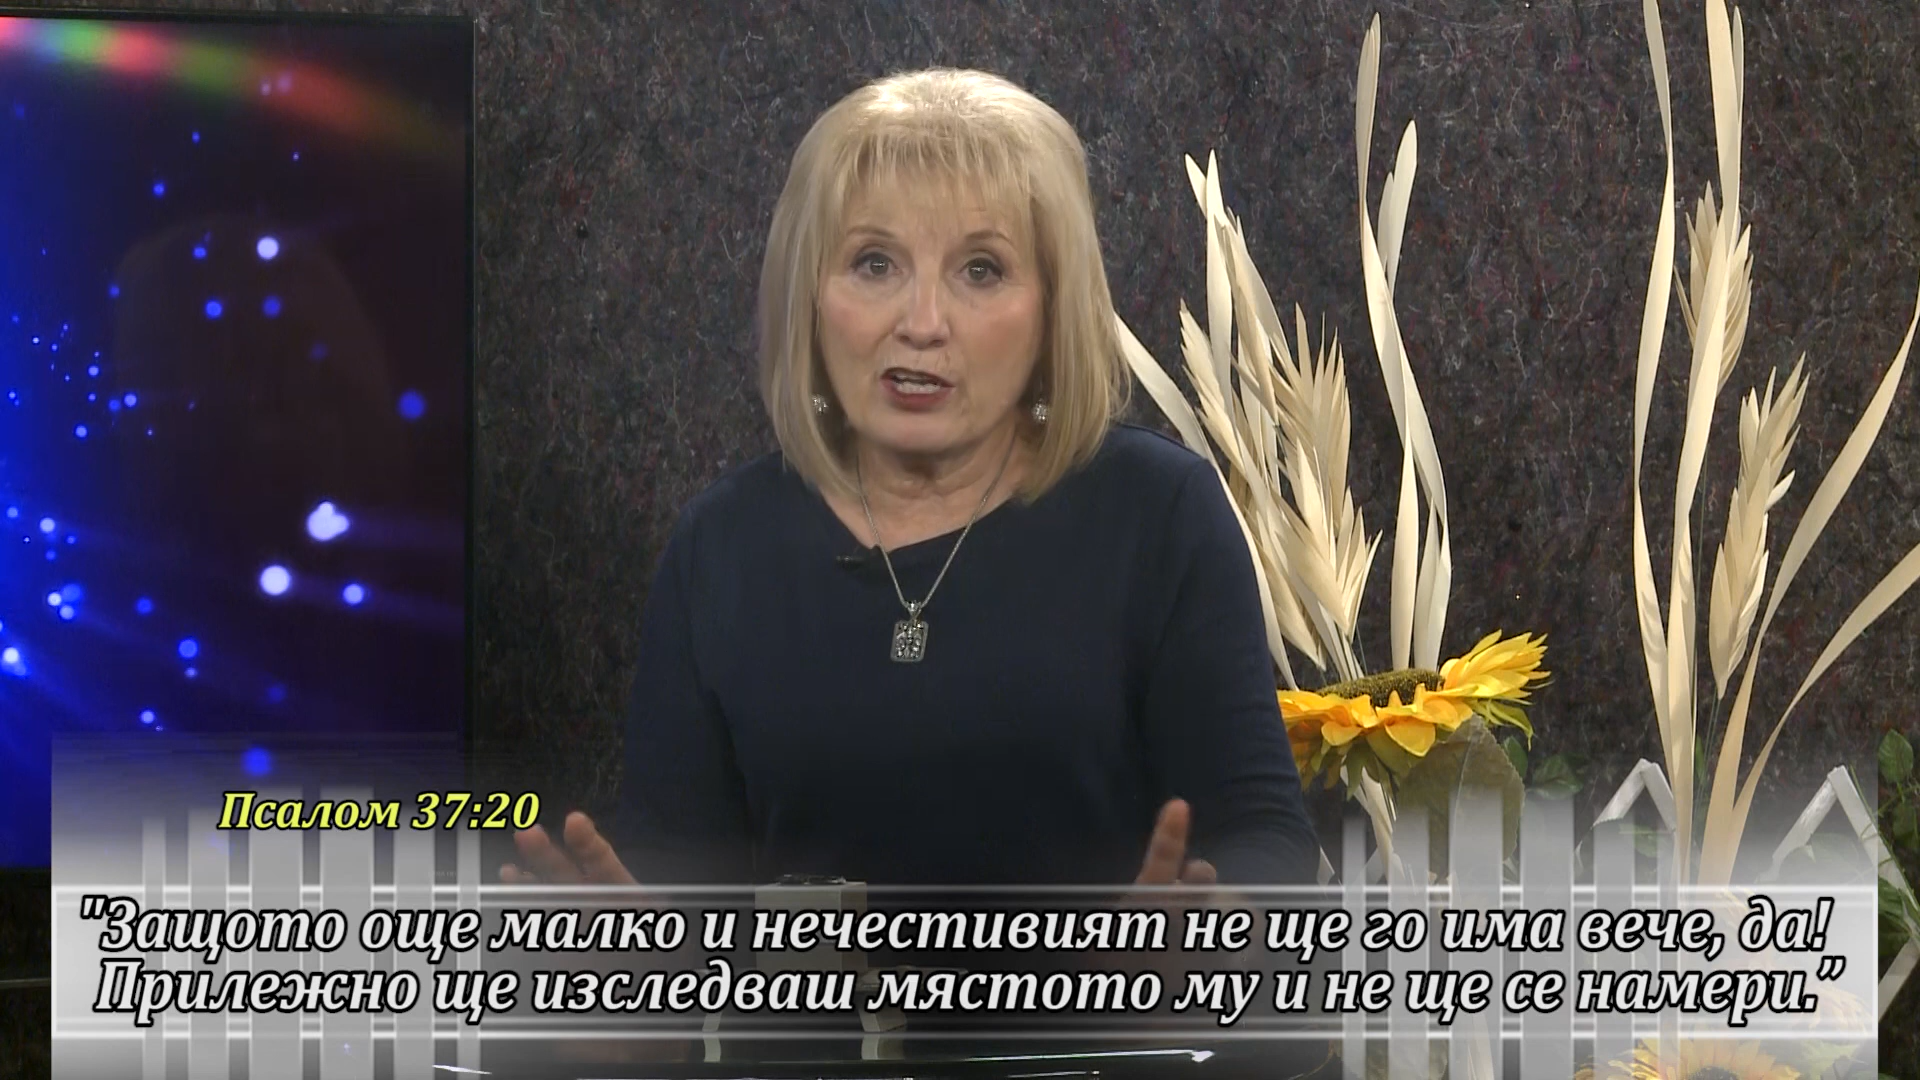 Псалом 37:20
"Защото още малко и нечестивият не ще го има вече, да!
Прилежно ще изследваш мястото му и не ще се намери.”